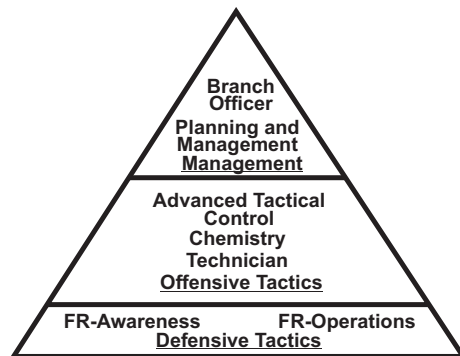 Branch
Officer
Planning and
Management
Management
Advanced Tactical
Control
Chemistry
Technician
Offensive Tactics
FR-Awareness FR-Operations
Defensive Tactics